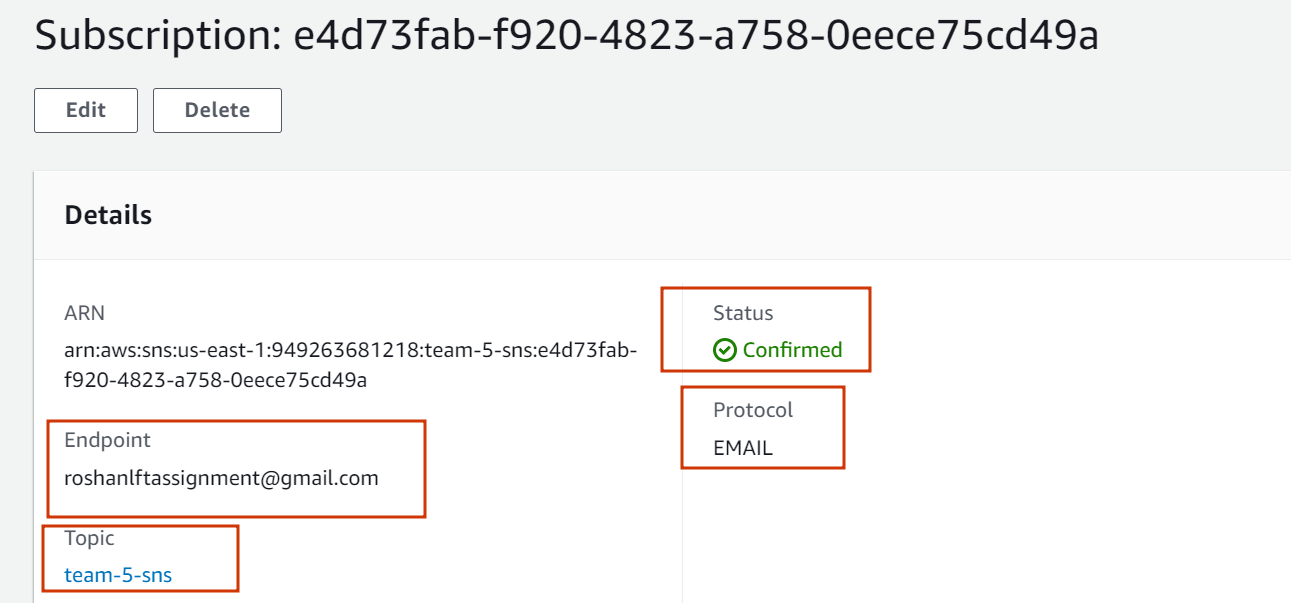 Subscription: e4d73fab-f920-4823-a758-0eece75cd49a
Edit
Delete
Details
ARN
arn:aws:sns:us-east-1:949263681218:team-5-sns:e4d73fab-
f920-4823-a758-0eece75cd49a
Endpoint
roshanlftassignment@gmail.com
Topic
team-5-sns
Status
Confirmed
Protocol
EMAIL